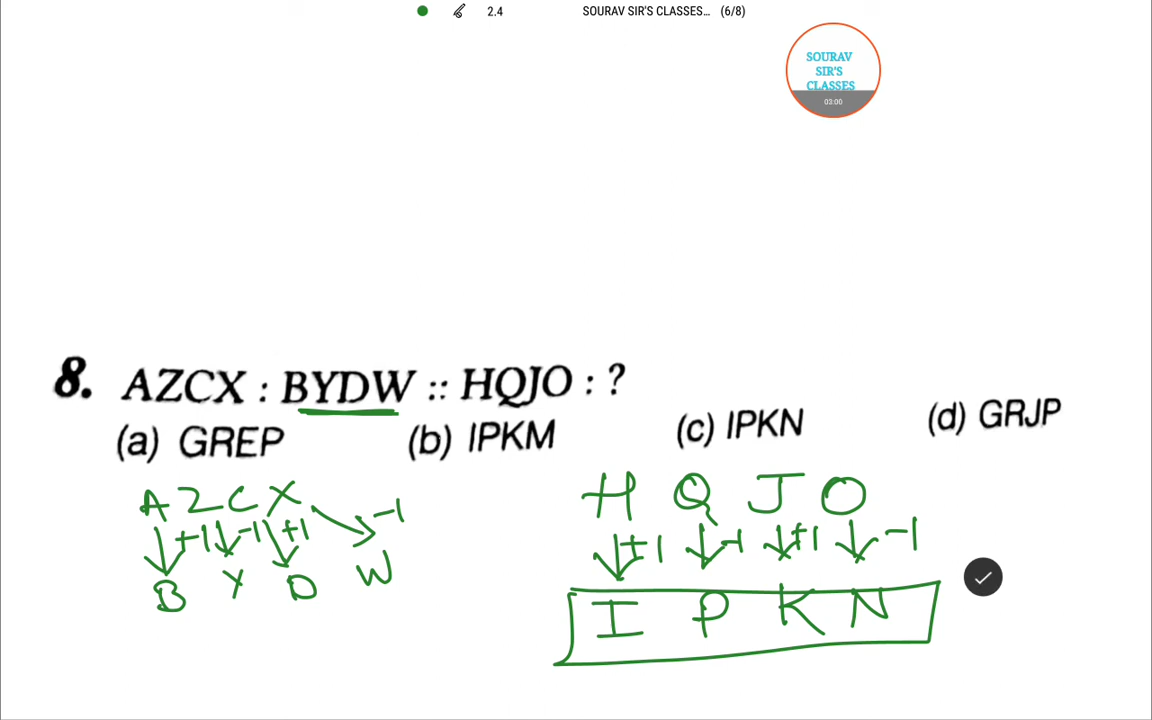 2.4 SOURAV SIR'S CLASSES... (6/8)
SOURAV
SIR'S
CLASSES
03:00
8. AZCX : BYDW :: HQJO : ?
(a) GREP (b) IPKM (c) IPKN (d) GRJP
A Z C X H Q J O
+1 -1 +1 -1 +1 -1 +1 -1
B Y D W I P K N